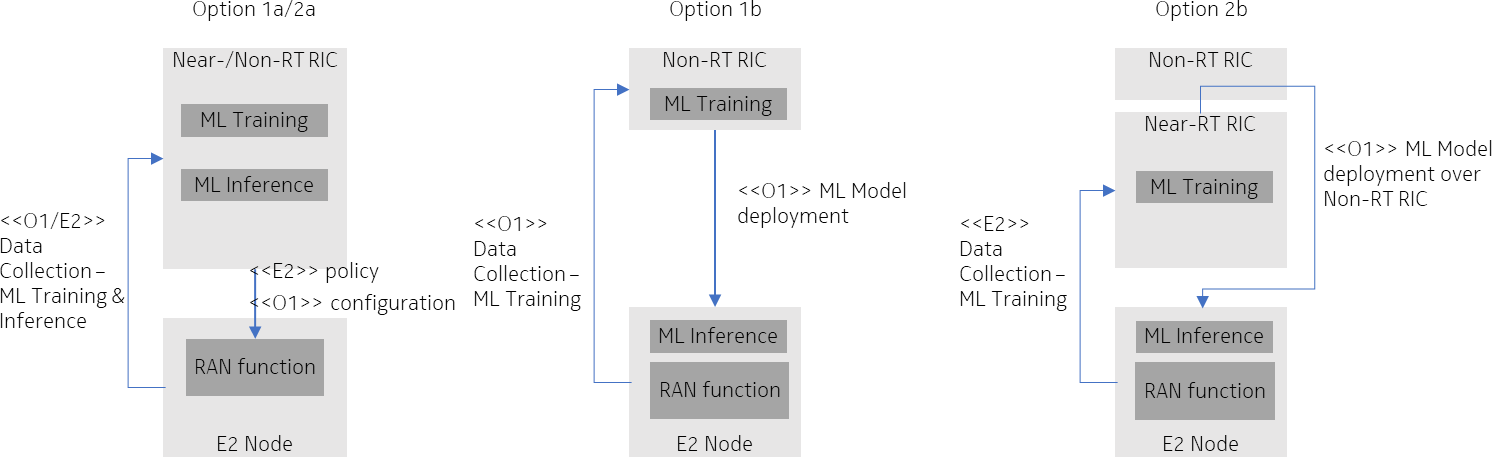 Option 1a/2a
Near-/Non-RT RIC
ML Training
ML Inference
<<O1/E2>>
Data
Collection –
ML Training &
Inference
<<E2>> policy
<<O1>> configuration
RAN function
E2 Node
Option 1b
Non-RT RIC
ML Training
<<O1>> ML Model
deployment
<<O1>>
Data
Collection –
ML Training
ML Inference
RAN function
E2 Node
Option 2b
Non-RT RIC
Near-RT RIC
ML Training
<<O1>> ML Model
deployment over
Non-RT RIC
<<E2>>
Data
Collection –
ML Training
ML Inference
RAN function
E2 Node